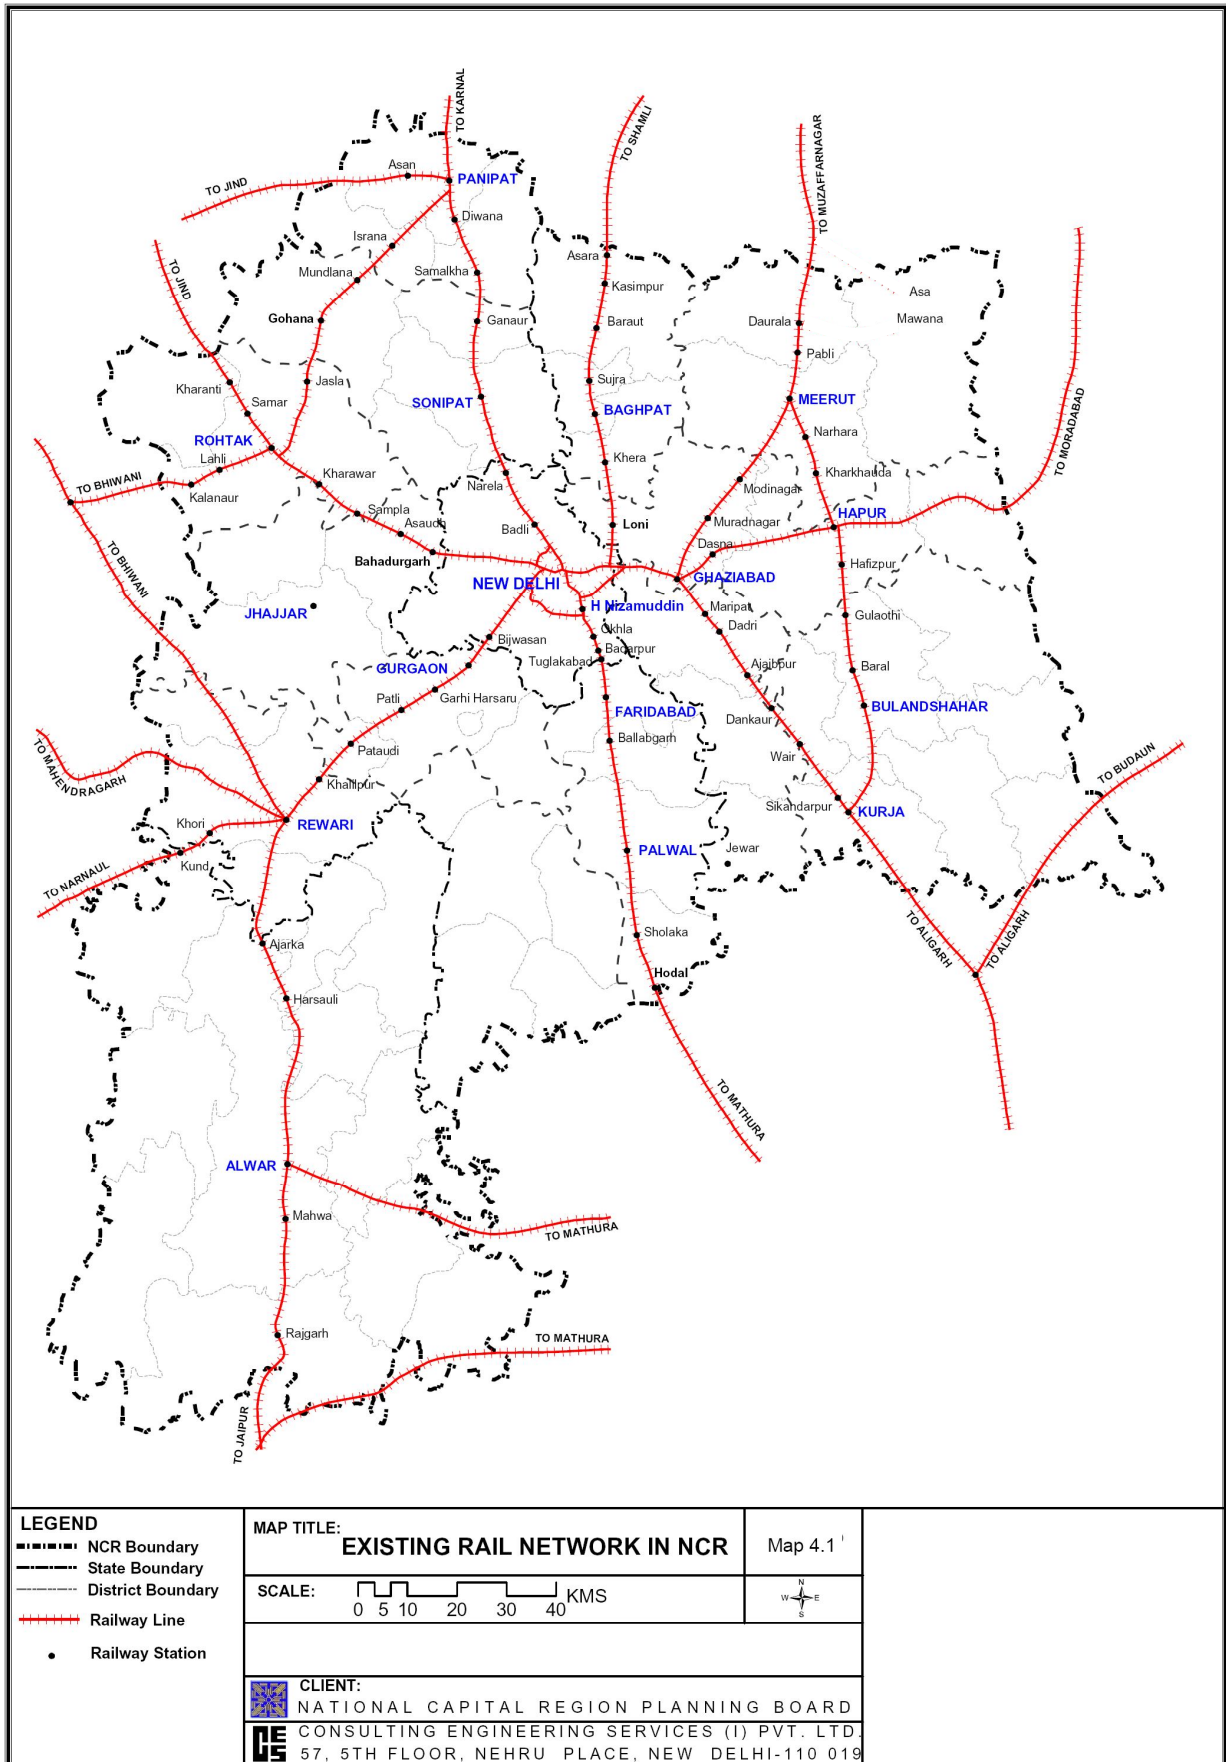 TO KARNAL
TO SHAMLI
TO MUZAFFARNAGAR
Asan
PANIPAT
TO JIND
Diwana
Israna
TO JIND
Mundlana
Samalkha
Asara
Kasimpur
Asa
Gohana
Ganaur
Baraut
Daurala
Mawana
Pabli
Kharanti
Jasla
Sujra
Samar
SONIPAT
BAGHPAT
MEERUT
TO MORADABAD
ROHTAK
Narhara
Lahli
Khera
TO BHIWANI
Kalanaur
Kharawar
Narela
Modinagar
Kharkhauda
Sampla
Asaudh
Badli
Loni
Muradnagar
HAPUR
Bahadurgarh
Dasna
TO BHIWANI
NEW DELHI
GHAZIABAD
Hafizpur
JHAJJAR
H Nizamuddin
Maripat
Gulaothi
Okhla
Dadri
Bijwasan
Badarpur
GURGAON
Tuglakabad
Ajaibpur
Baral
Patli
Garhi Harsaru
FARIDABAD
Dankaur
BULANDSHAHAR
TO MAHENDRAGARH
Pataudi
Ballabgarh
Wair
TO BUDAUN
Khalilpur
Sikandarpur
KURJA
Khori
REWARI
PALWAL
Jewar
TO NARNAUL
Kund
Ajarka
Sholaka
TO ALIGARH
TO ALIGARH
Hodal
Harsauli
TO MATHURA
ALWAR
Mahwa
TO MATHURA
Rajgarh
TO MATHURA
TO JAIPUR
LEGEND
NCR Boundary
State Boundary
District Boundary
Railway Line
Railway Station
MAP TITLE:
EXISTING RAIL NETWORK IN NCR
Map 4.1
SCALE:
0 5 10 20 30 40 KMS
N
W E
S
CLIENT:
NATIONAL CAPITAL REGION PLANNING BOARD
CES
CONSULTING ENGINEERING SERVICES (I) PVT. LTD.
57, 5TH FLOOR, NEHRU PLACE, NEW DELHI-110 019